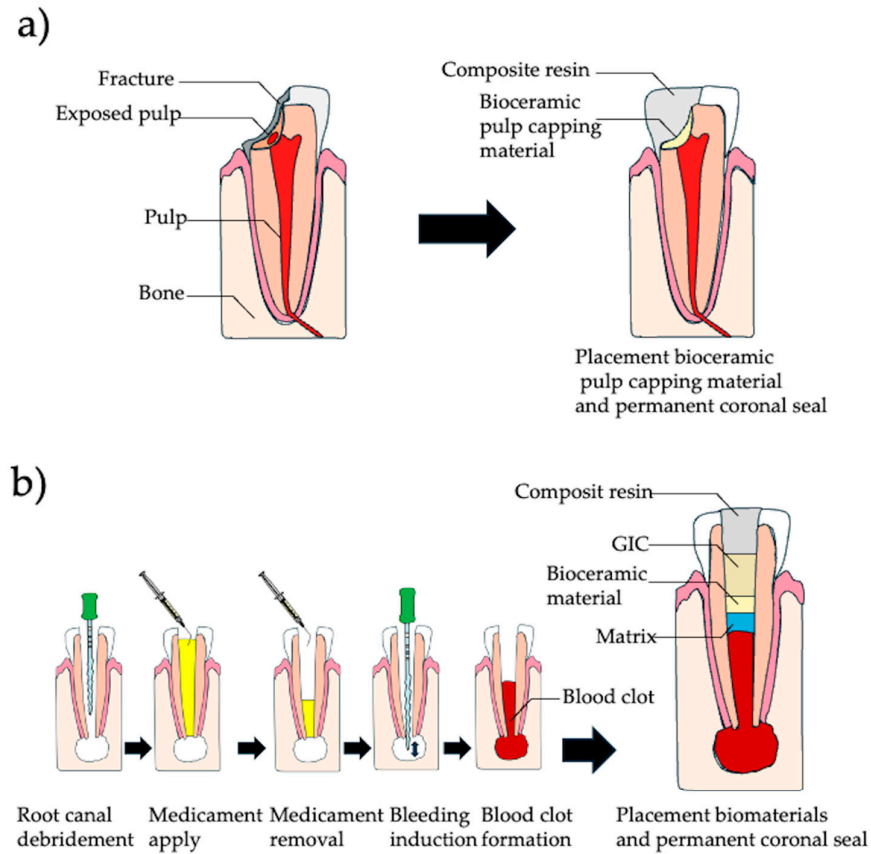 a)
Fracture
Exposed pulp
Pulp
Bone
Composite resin
Bioceramic
pulp capping
material
Placement bioceramic
pulp capping material
and permanent coronal seal
b)
Composit resin
GIC
Bioceramic
material
Matrix
Blood clot
Root canal
debridement
Medicament
apply
Medicament
removal
Bleeding
induction
Blood clot
formation
Placement biomaterials
and permanent coronal seal